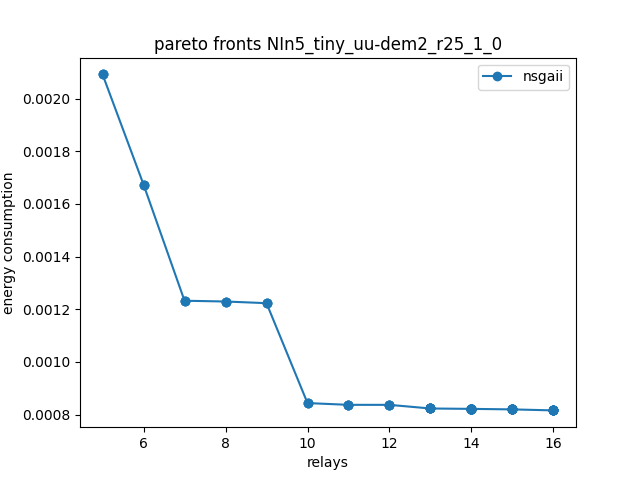 pareto fronts NIn5_tiny_uu-dem2_r25_1_0
nsgaii
energy consumption
0.0020
0.0018
0.0016
0.0014
0.0012
0.0010
0.0008
6 8 10 12 14 16
relays